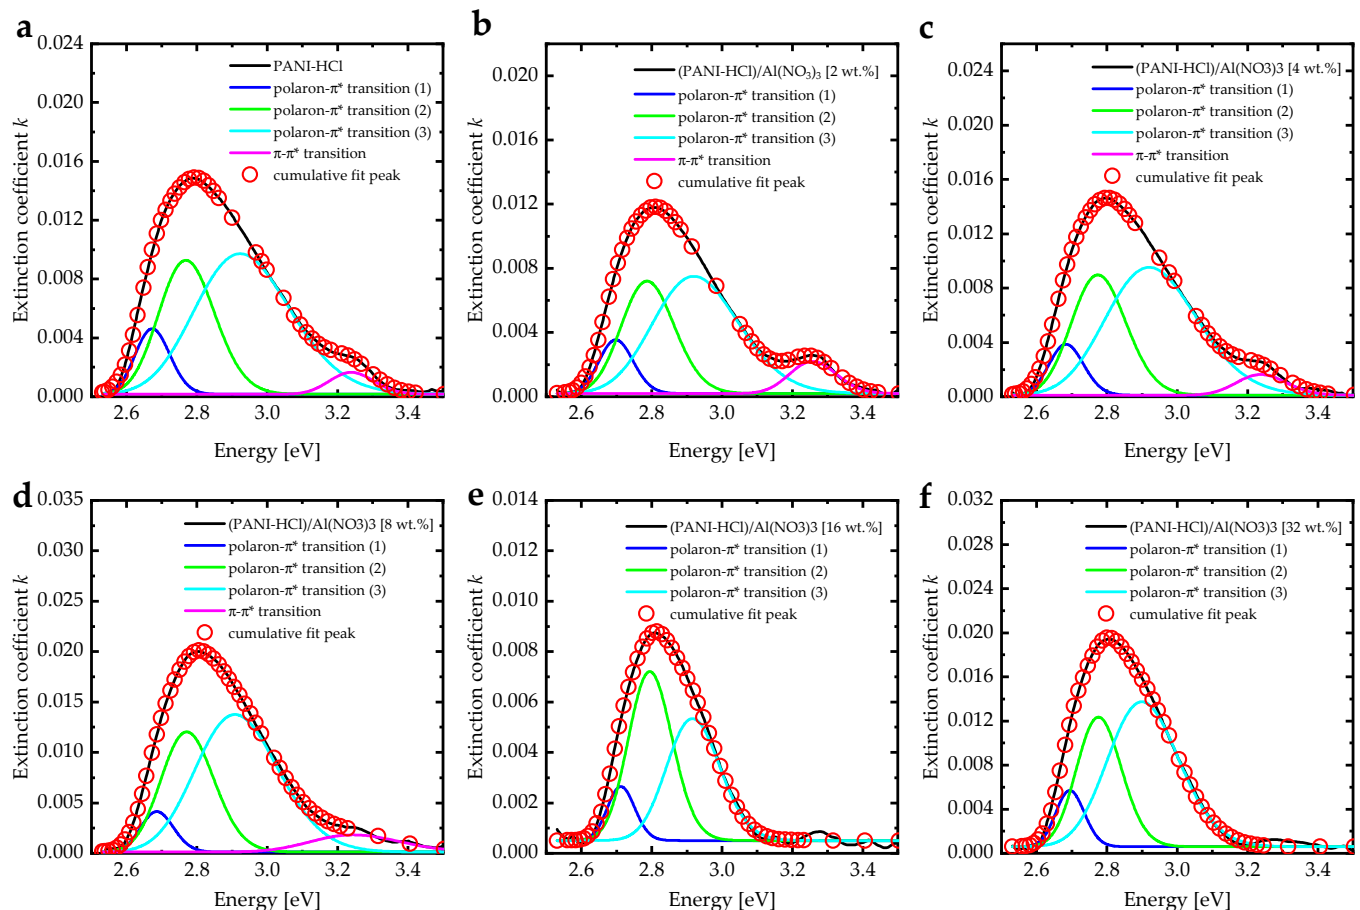 a
0.024
0.020
0.016
0.012
0.008
0.004
0.000
Extinction coefficient k
PANI-HCl
polaron-π* transition (1)
polaron-π* transition (2)
polaron-π* transition (3)
π-π* transition
cumulative fit peak
2.6 2.8 3.0 3.2 3.4
Energy [eV]
b
0.020
0.016
0.012
0.008
0.004
0.000
Extinction coefficient k
(PANI-HCl)/Al(NO₃)₃ [2 wt.%]
polaron-π* transition (1)
polaron-π* transition (2)
polaron-π* transition (3)
π-π* transition
cumulative fit peak
2.6 2.8 3.0 3.2 3.4
Energy [eV]
c
0.024
0.020
0.016
0.012
0.008
0.004
0.000
Extinction coefficient k
(PANI-HCl)/Al(NO3)3 [4 wt.%]
polaron-π* transition (1)
polaron-π* transition (2)
polaron-π* transition (3)
π-π* transition
cumulative fit peak
2.6 2.8 3.0 3.2 3.4
Energy [eV]
d
0.035
0.030
0.025
0.020
0.015
0.010
0.005
0.000
Extinction coefficient k
(PANI-HCl)/Al(NO3)3 [8 wt.%]
polaron-π* transition (1)
polaron-π* transition (2)
polaron-π* transition (3)
π-π* transition
cumulative fit peak
2.6 2.8 3.0 3.2 3.4
Energy [eV]
e
0.014
0.012
0.010
0.008
0.006
0.004
0.002
0.000
Extinction coefficient k
(PANI-HCl)/Al(NO3)3 [16 wt.%]
polaron-π* transition (1)
polaron-π* transition (2)
polaron-π* transition (3)
cumulative fit peak
2.6 2.8 3.0 3.2 3.4
Energy [eV]
f
0.032
0.028
0.024
0.020
0.016
0.012
0.008
0.004
0.000
Extinction coefficient k
(PANI-HCl)/Al(NO3)3 [32 wt.%]
polaron-π* transition (1)
polaron-π* transition (2)
polaron-π* transition (3)
cumulative fit peak
2.6 2.8 3.0 3.2 3.4
Energy [eV]